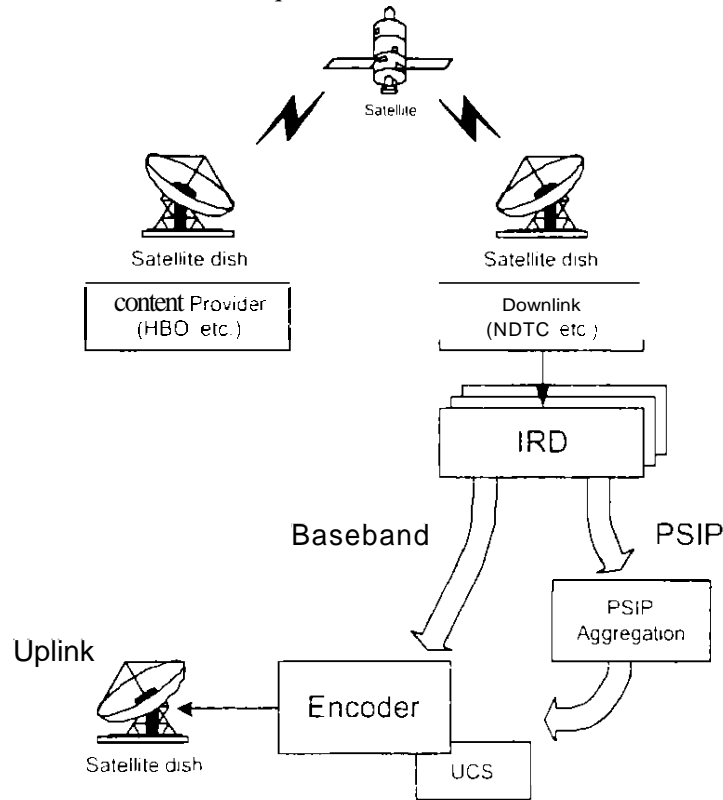 Satellite
Satellite dish
Satellite dish
content Provider
(HBO etc.)
Downlink
(NDTC etc.)
IRD
Baseband
PSIP
PSIP
Aggregation
Uplink
Encoder
UCS
Satellite dish